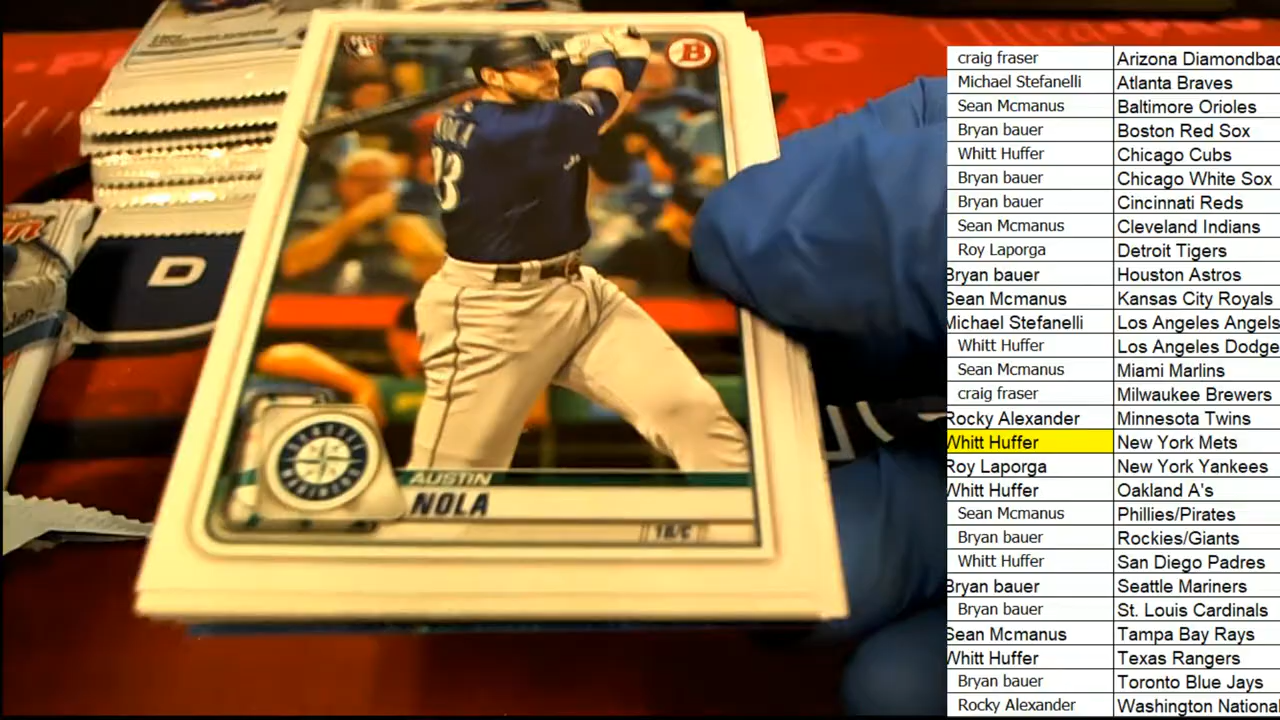 craig fraser Arizona Diamondbac
Michael Stefanelli Atlanta Braves
Sean Mcmanus Baltimore Orioles
Bryan bauer Boston Red Sox
Whitt Huffer Chicago Cubs
Bryan bauer Chicago White Sox
Bryan bauer Cincinnati Reds
Sean Mcmanus Cleveland Indians
Roy Laporga Detroit Tigers
Bryan bauer Houston Astros
Sean Mcmanus Kansas City Royals
Michael Stefanelli Los Angeles Angels
Whitt Huffer Los Angeles Dodge
Sean Mcmanus Miami Marlins
craig fraser Milwaukee Brewers
Rocky Alexander Minnesota Twins
Whitt Huffer New York Mets
Roy Laporga New York Yankees
Whitt Huffer Oakland A's
Sean Mcmanus Phillies/Pirates
Bryan bauer Rockies/Giants
Whitt Huffer San Diego Padres
Bryan bauer Seattle Mariners
Bryan bauer St. Louis Cardinals
Sean Mcmanus Tampa Bay Rays
Whitt Huffer Texas Rangers
Bryan bauer Toronto Blue Jays
Rocky Alexander Washington National
B
NOLA
23
D
SEATTLE
MARINERS
AUSTIN
NOLA
1B/C